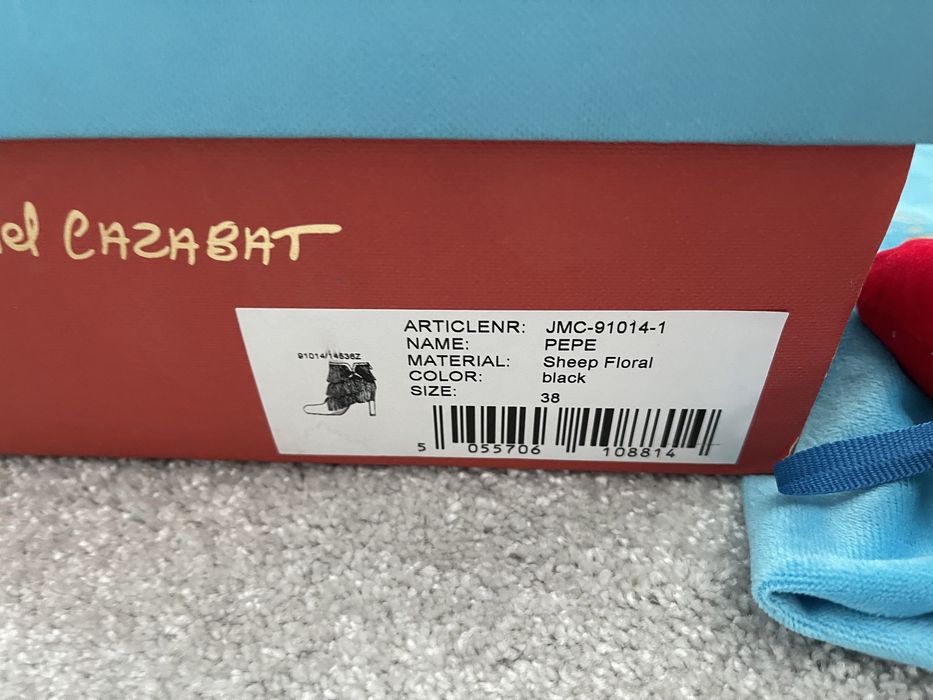 CAZABAT
91014/14536Z
ARTICLENR: JMC-91014-1
NAME: PEPE
MATERIAL: Sheep Floral
COLOR: black
SIZE: 38
5 055706 108814